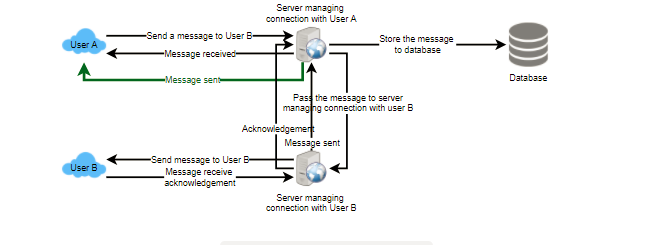 Server managing
connection with User A
User A
Send a message to User B
Message received
Message sent
Store the message
to database
Database
Pass the message to server
managing connection with user B
Acknowledgement
Message sent
User B
Send message to User B
Message receive
acknowledgement
Server managing
connection with User B